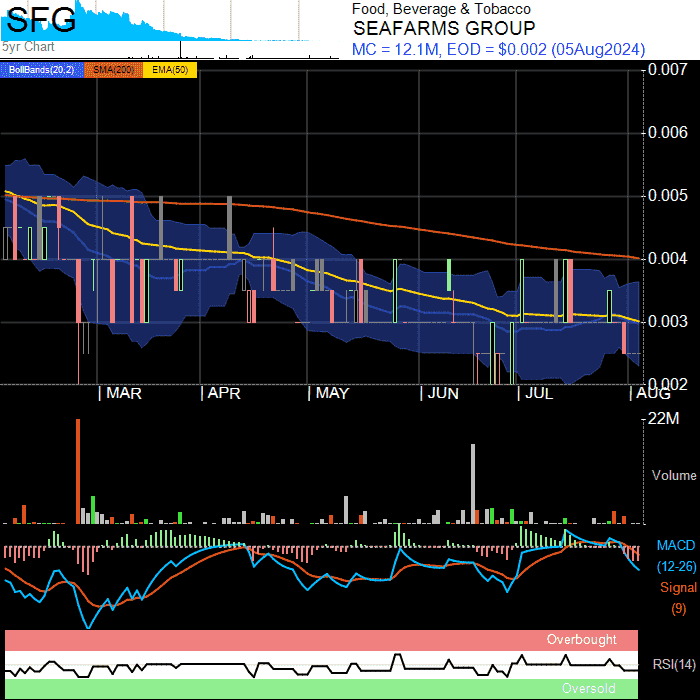 SFG
5yr Chart
Food, Beverage & Tobacco
SEAFARMS GROUP
MC = 12.1M, EOD = $0.002 (05Aug2024)
BollBands(20,2) SMA(200) EMA(50)
0.007
0.006
0.005
0.004
0.003
0.002
MAR APR MAY JUN JUL AUG
22M
Volume
MACD
(12-26)
Signal
(9)
Overbought
RSI(14)
Oversold